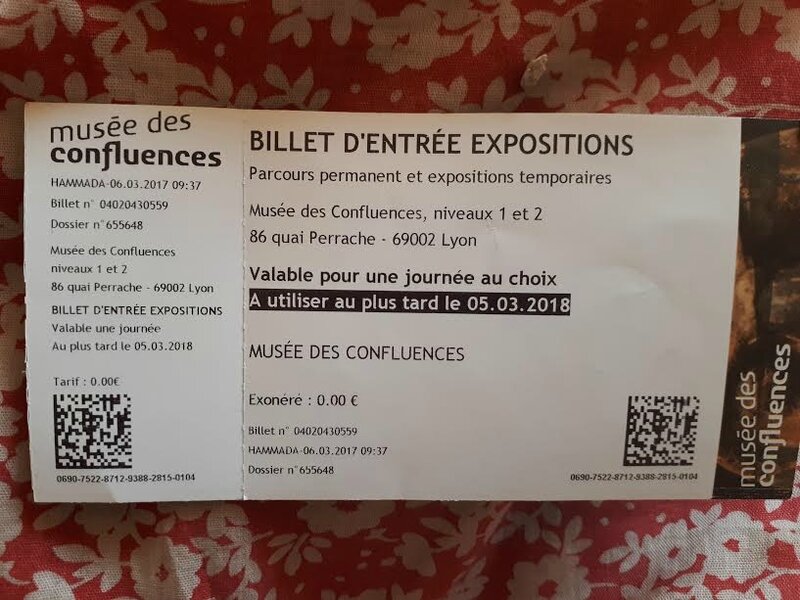 musée des
confluences
HAMMADA-06.03.2017 09:37
Billet n° 04020430559
Dossier n°655648
Musée des Confluences
niveaux 1 et 2
86 quai Perrache - 69002 Lyon
BILLET D'ENTRÉE EXPOSITIONS
Valable une journée
Au plus tard le 05.03.2018
Tarif : 0.00€
0690-7522-8712-9388-2815-0104
BILLET D'ENTRÉE EXPOSITIONS
Parcours permanent et expositions temporaires
Musée des Confluences, niveaux 1 et 2
86 quai Perrache - 69002 Lyon
Valable pour une journée au choix
A utiliser au plus tard le 05.03.2018
MUSÉE DES CONFLUENCES
Exonéré : 0.00 €
Billet n° 04020430559
HAMMADA-06.03.2017 09:37
Dossier n°655648
0690-7522-8712-9388-2815-0104
musée des
confluences